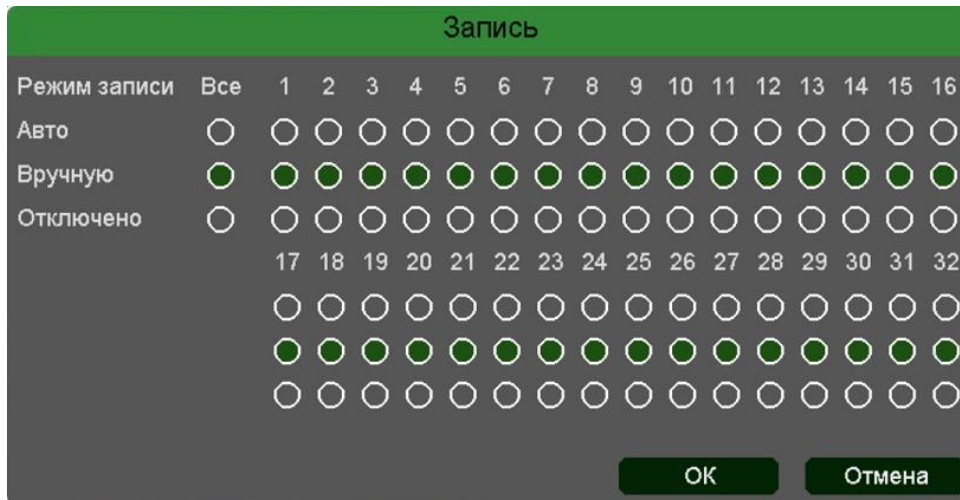 Запись
Режим записи Все 1 2 3 4 5 6 7 8 9 10 11 12 13 14 15 16
Авто
Вручную
Отключено
17 18 19 20 21 22 23 24 25 26 27 28 29 30 31 32
ОК Отмена